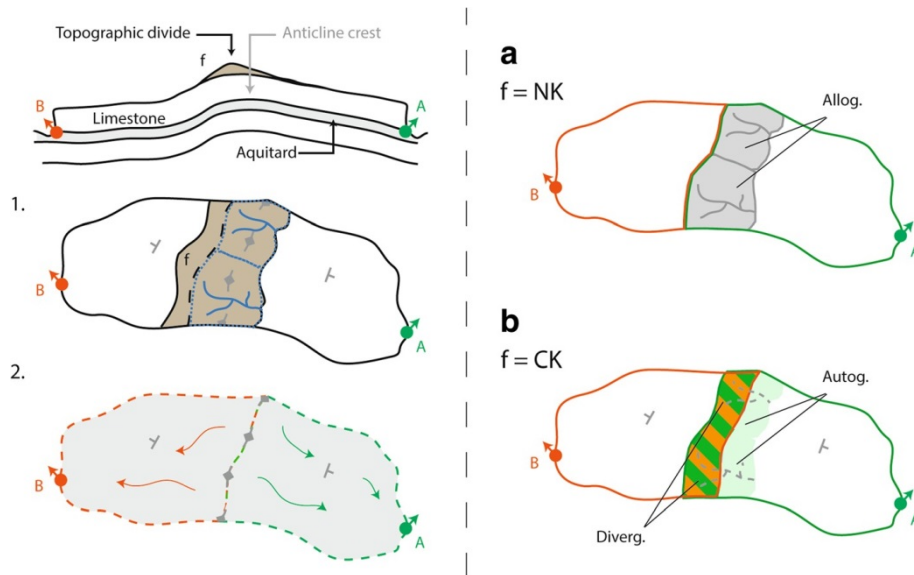 Topographic divide
Anticline crest
f
B
A
Limestone
Aquitard
1.
f
B
A
2.
B
A
a
f = NK
Allog.
B
A
b
f = CK
Autog.
B
A
Diverg.